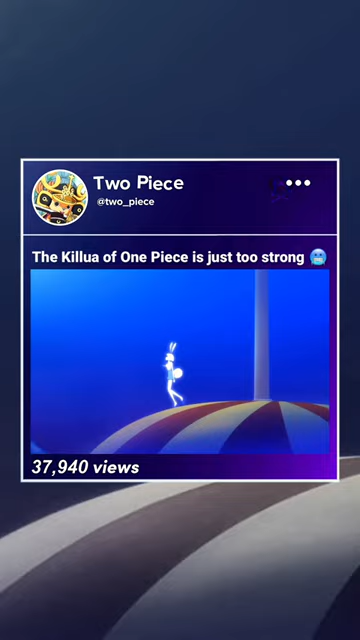 Two Piece
@two_piece
The Killua of One Piece is just too strong 🥶
37,940 views